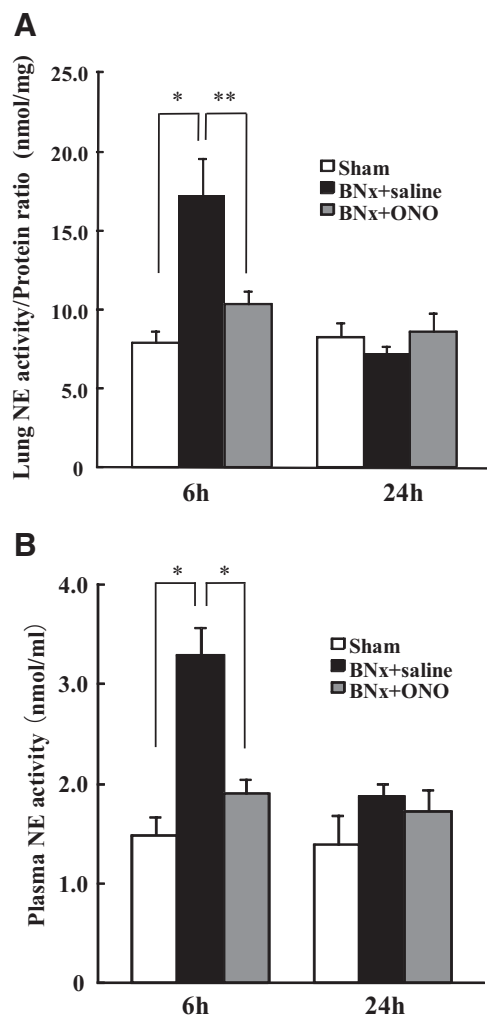 A
Lung NE activity/Protein ratio (nmol/mg)
25.0
20.0
15.0
10.0
5.0
0
* **
Sham
BNx+saline
BNx+ONO
6h 24h
B
Plasma NE activity (nmol/ml)
4.0
3.0
2.0
1.0
0
* *
Sham
BNx+saline
BNx+ONO
6h 24h